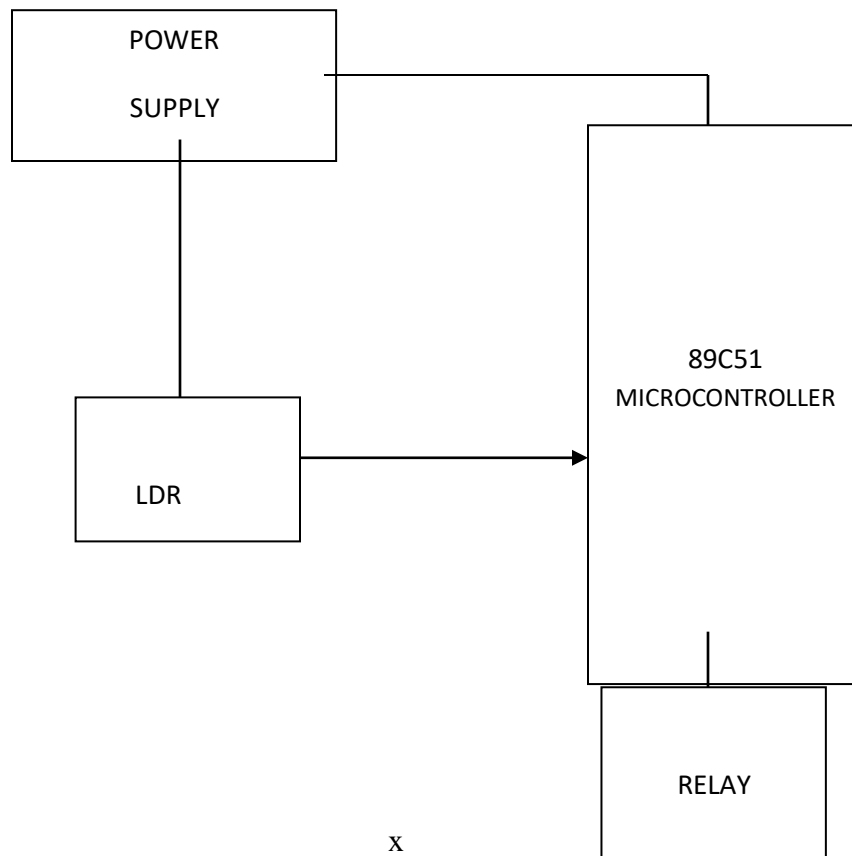 POWER
SUPPLY
89C51
MICROCONTROLLER
LDR
RELAY
x